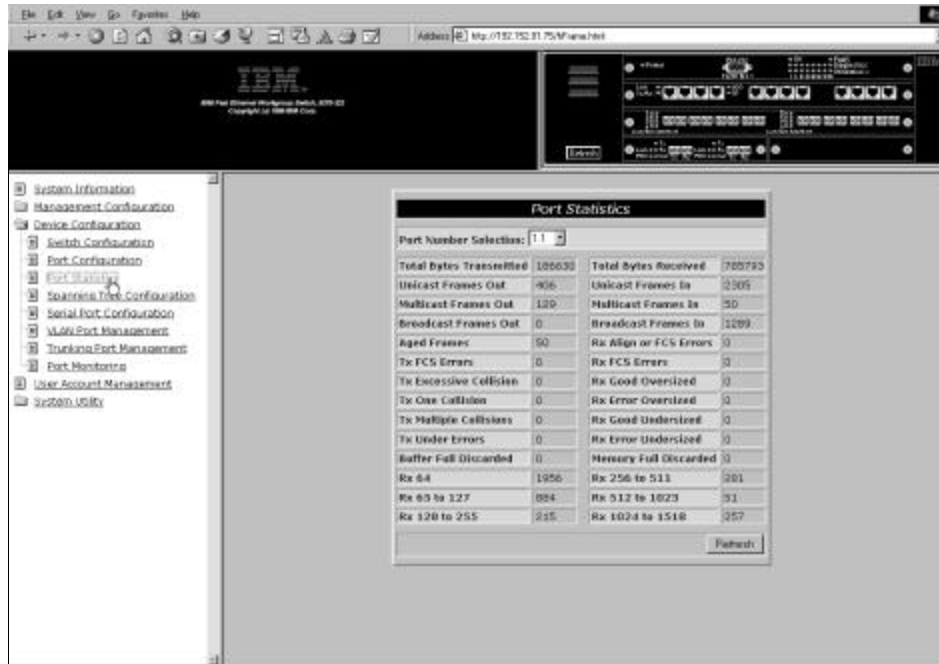 File Edit View Go Favorites Help
Address
IBM
Refresh
System Information
Management Configuration
Device Configuration
Switch Configuration
Port Configuration
Port Statistics
Spanning Tree Configuration
Serial Port Configuration
VLAN Port Management
Trunking Port Management
Port Monitoring
User Account Management
System Utility
Port Statistics
Port Number Selection: 11
Total Bytes Transmitted 186630 Total Bytes Received 785793
Unicast Frames Out 406 Unicast Frames In 2305
Multicast Frames Out 129 Multicast Frames In 50
Broadcast Frames Out 0 Broadcast Frames In 1289
Aged Frames 50 Rx Align or FCS Errors 0
Tx FCS Errors 0 Rx FCS Errors 0
Tx Excessive Collision 0 Rx Good Oversized 0
Tx One Collision 0 Rx Error Oversized 0
Tx Multiple Collisions 0 Rx Good Undersized 0
Tx Under Errors 0 Rx Error Undersized 0
Buffer Full Discarded 0 Memory Full Discarded 0
Rx 64 1956 Rx 256 to 511 281
Rx 65 to 127 884 Rx 512 to 1023 51
Rx 128 to 255 215 Rx 1024 to 1518 257
Refresh